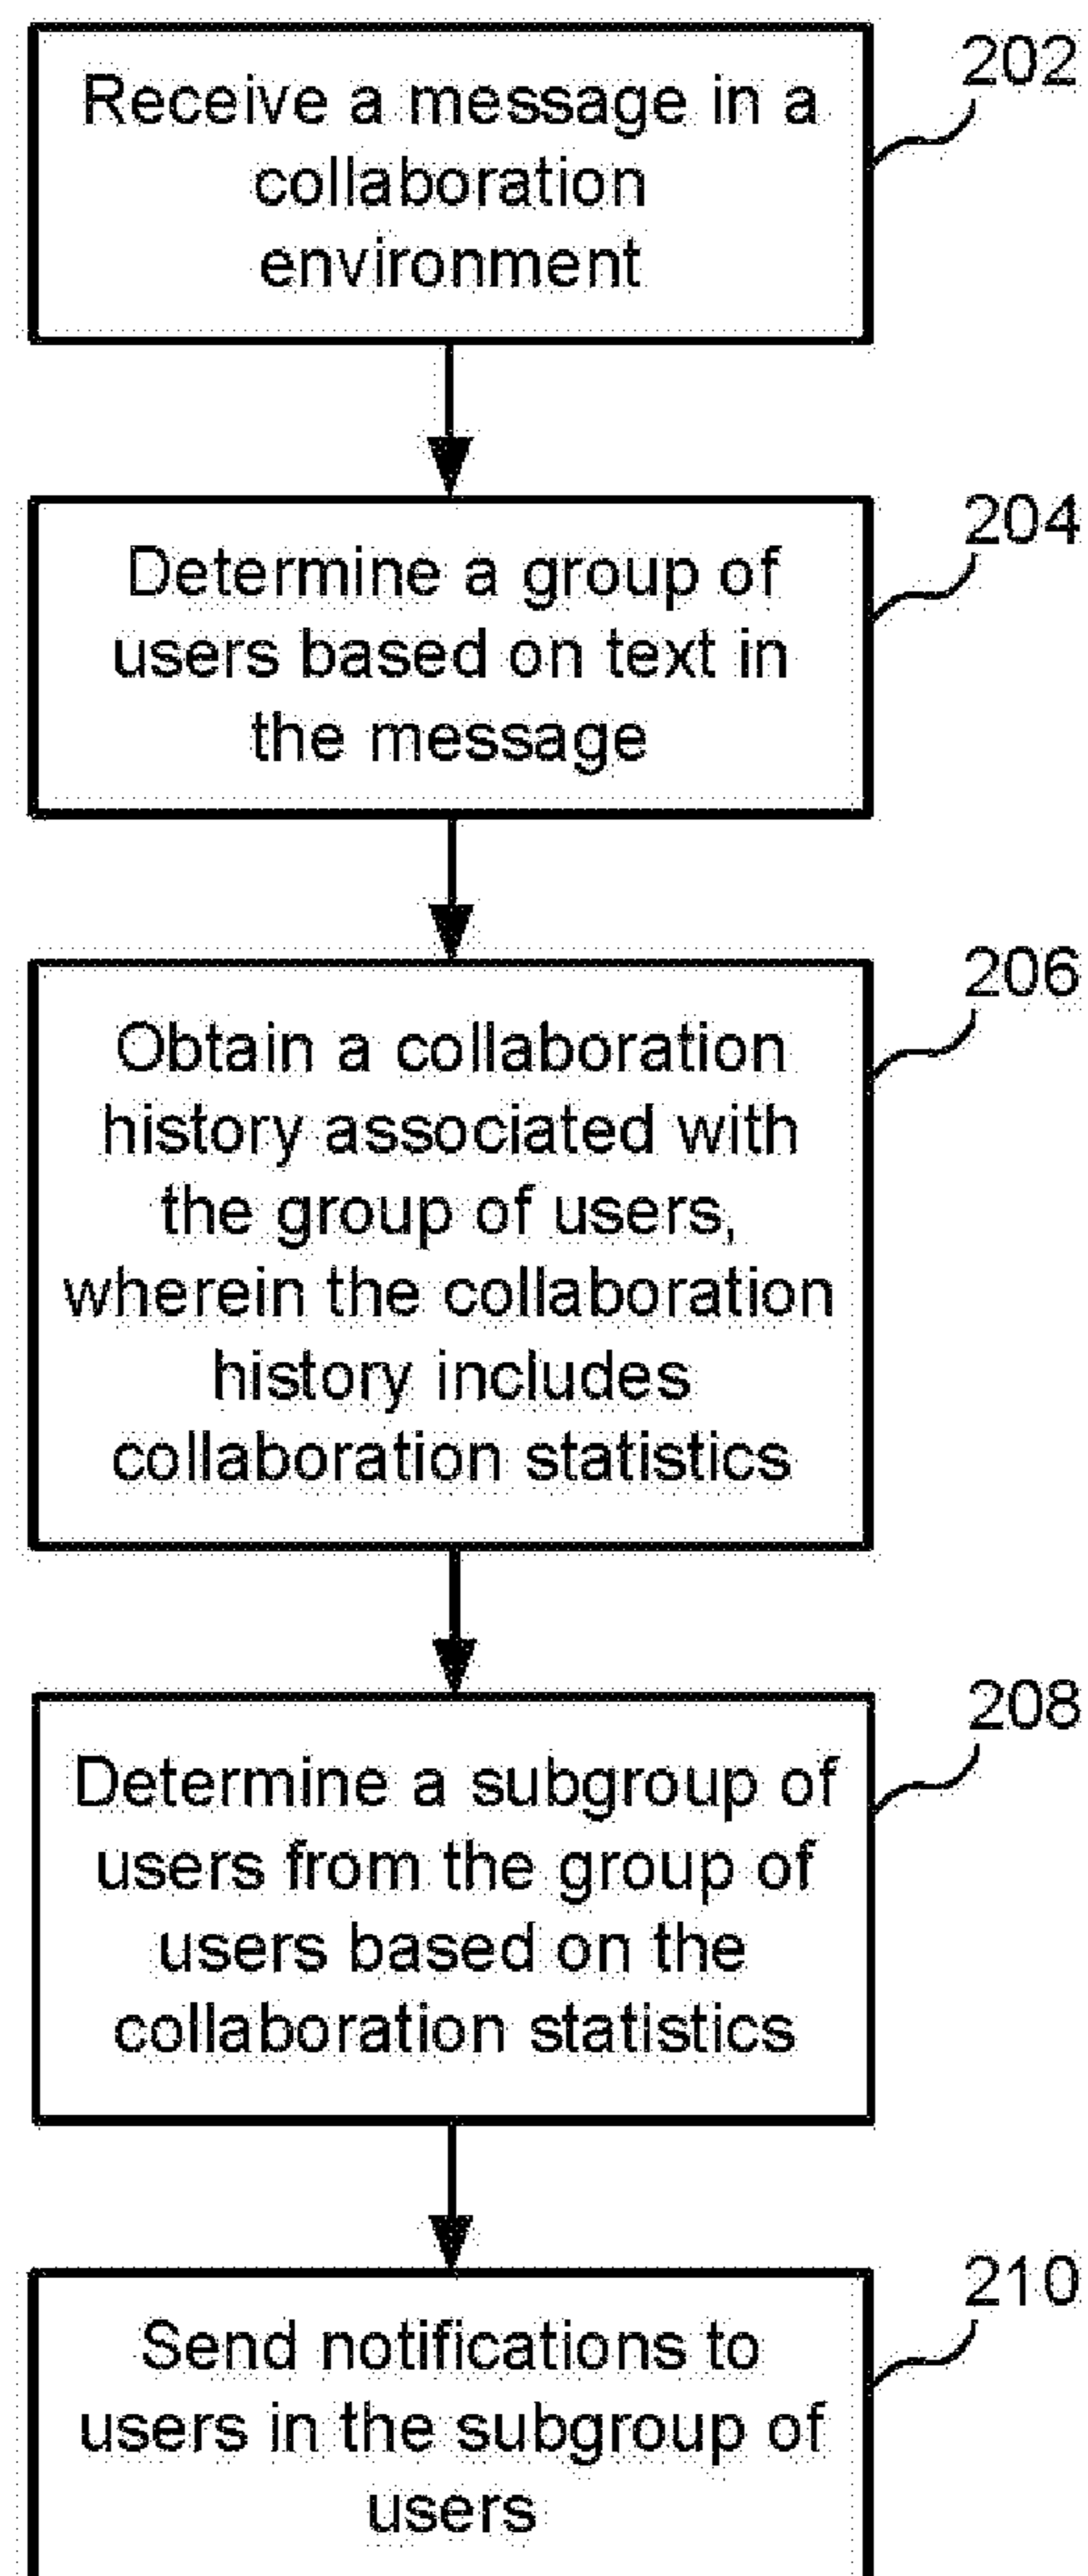 202
Receive a message in a
collaboration
environment
204
Determine a group of
users based on text in
the message
206
Obtain a collaboration
history associated with
the group of users,
wherein the collaboration
history includes
collaboration statistics
208
Determine a subgroup of
users from the group of
users based on the
collaboration statistics
210
Send notifications to
users in the subgroup of
users